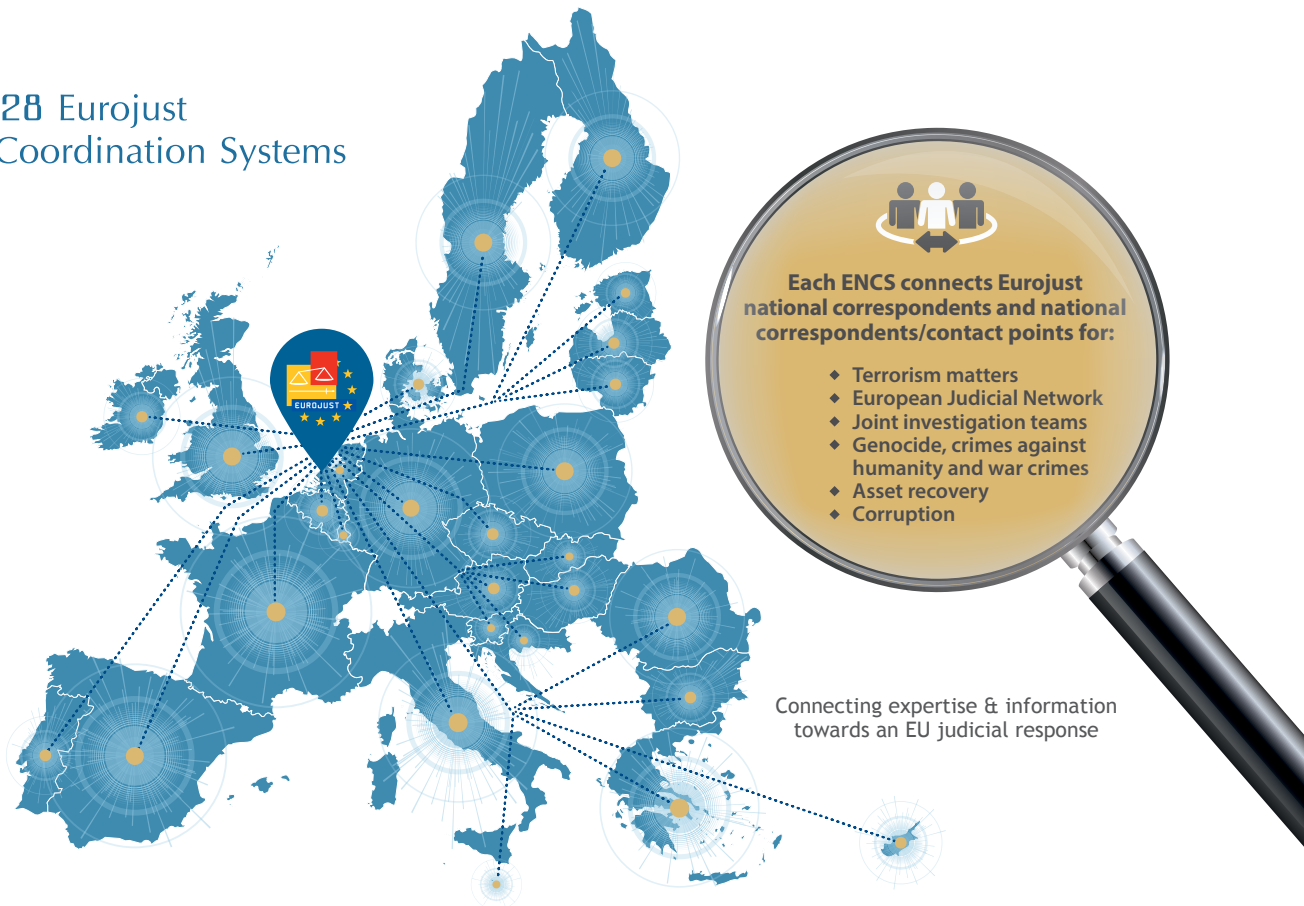 28 Eurojust
Coordination Systems
EUROJUST
Each ENCS connects Eurojust
national correspondents and national
correspondents/contact points for:
◆ Terrorism matters
◆ European Judicial Network
◆ Joint investigation teams
◆ Genocide, crimes against
humanity and war crimes
◆ Asset recovery
◆ Corruption
Connecting expertise & information
towards an EU judicial response